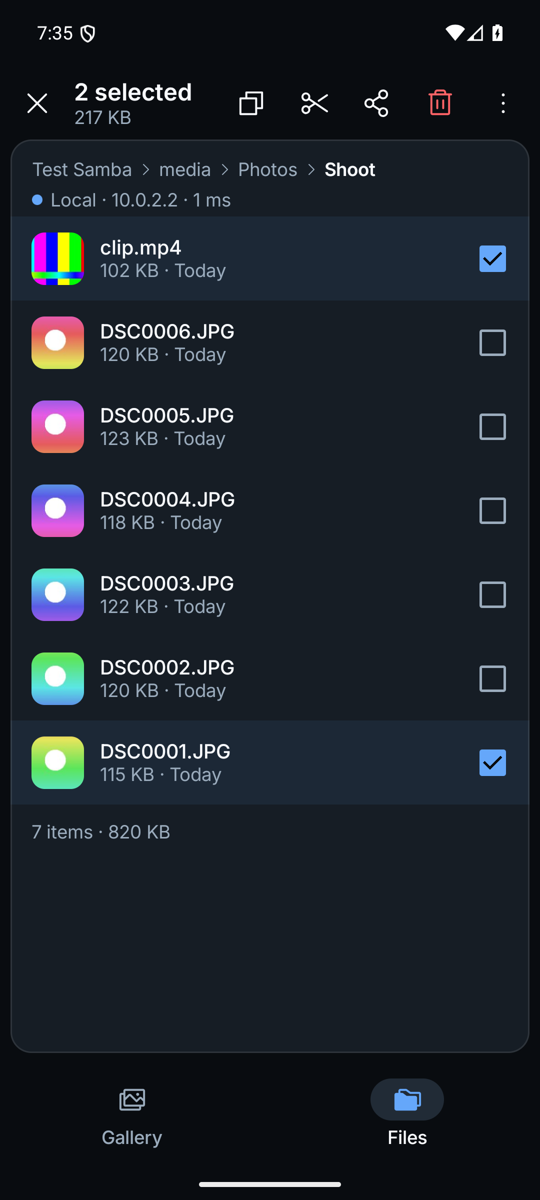 7:35
2 selected
217 KB
Test Samba > media > Photos > Shoot
Local · 10.0.2.2 · 1 ms
clip.mp4
102 KB · Today
DSC0006.JPG
120 KB · Today
DSC0005.JPG
123 KB · Today
DSC0004.JPG
118 KB · Today
DSC0003.JPG
122 KB · Today
DSC0002.JPG
120 KB · Today
DSC0001.JPG
115 KB · Today
7 items · 820 KB
Gallery
Files